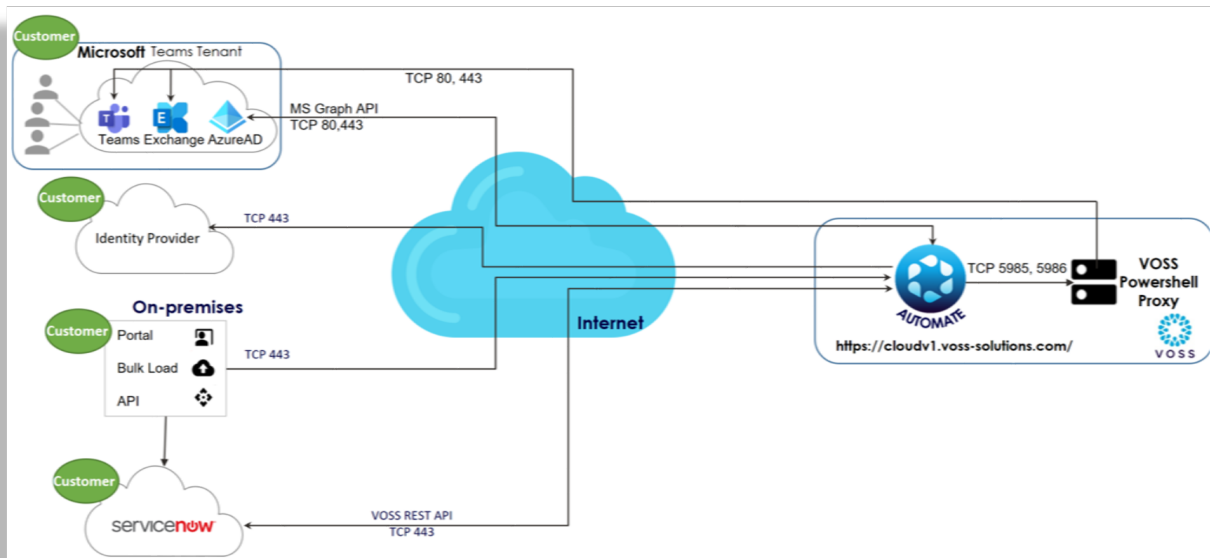 Customer
Microsoft Teams Tenant
T
E
Teams Exchange AzureAD
TCP 80, 443
MS Graph API
TCP 80,443
Customer
Identity Provider
TCP 443
On-premises
Customer
Portal
Bulk Load
API
TCP 443
Customer
servicenow
VOSS REST API
TCP 443
Internet
AUTOMATE
TCP 5985, 5986
VOSS
Powershell
Proxy
https://cloudv1.voss-solutions.com/
VOSS